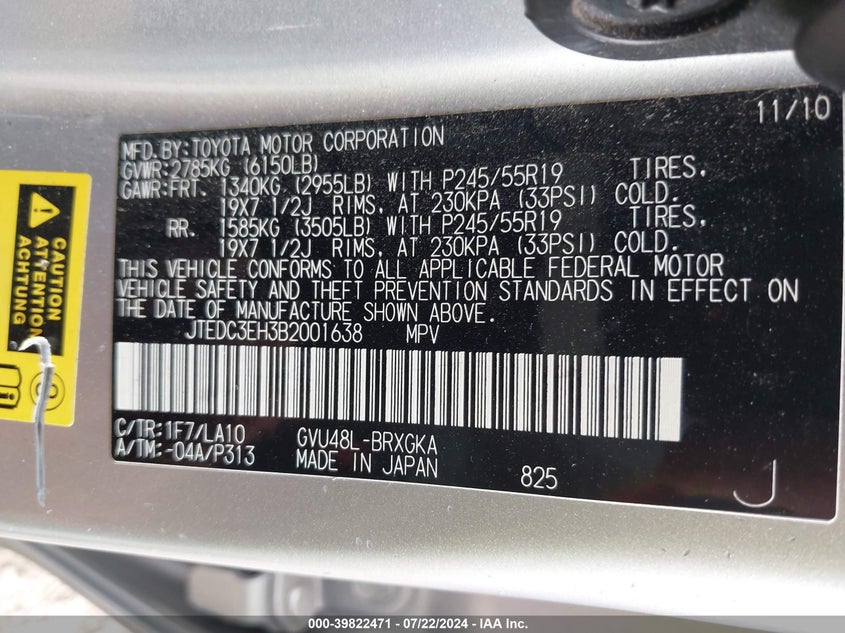 11/10
MFD.BY:TOYOTA MOTOR CORPORATION
GVWR:2785KG (6150LB)
GAWR:FRT. 1340KG (2955LB) WITH P245/55R19 TIRES,
19X7 1/2J RIMS, AT 230KPA (33PSI) COLD.
RR. 1585KG (3505LB) WITH P245/55R19 TIRES,
19X7 1/2J RIMS, AT 230KPA (33PSI) COLD.
THIS VEHICLE CONFORMS TO ALL APPLICABLE FEDERAL MOTOR
VEHICLE SAFETY AND THEFT PREVENTION STANDARDS IN EFFECT ON
THE DATE OF MANUFACTURE SHOWN ABOVE.
JTEDC3EH3B2001638 MPV
C/TR:1F7/LA10 GVU48L-BRXGKA
A/TM:-04A/P313 MADE IN JAPAN 825
J
CAUTION
ATTENTION
ACHTUNG
000-39822471 - 07/22/2024 - IAA Inc.